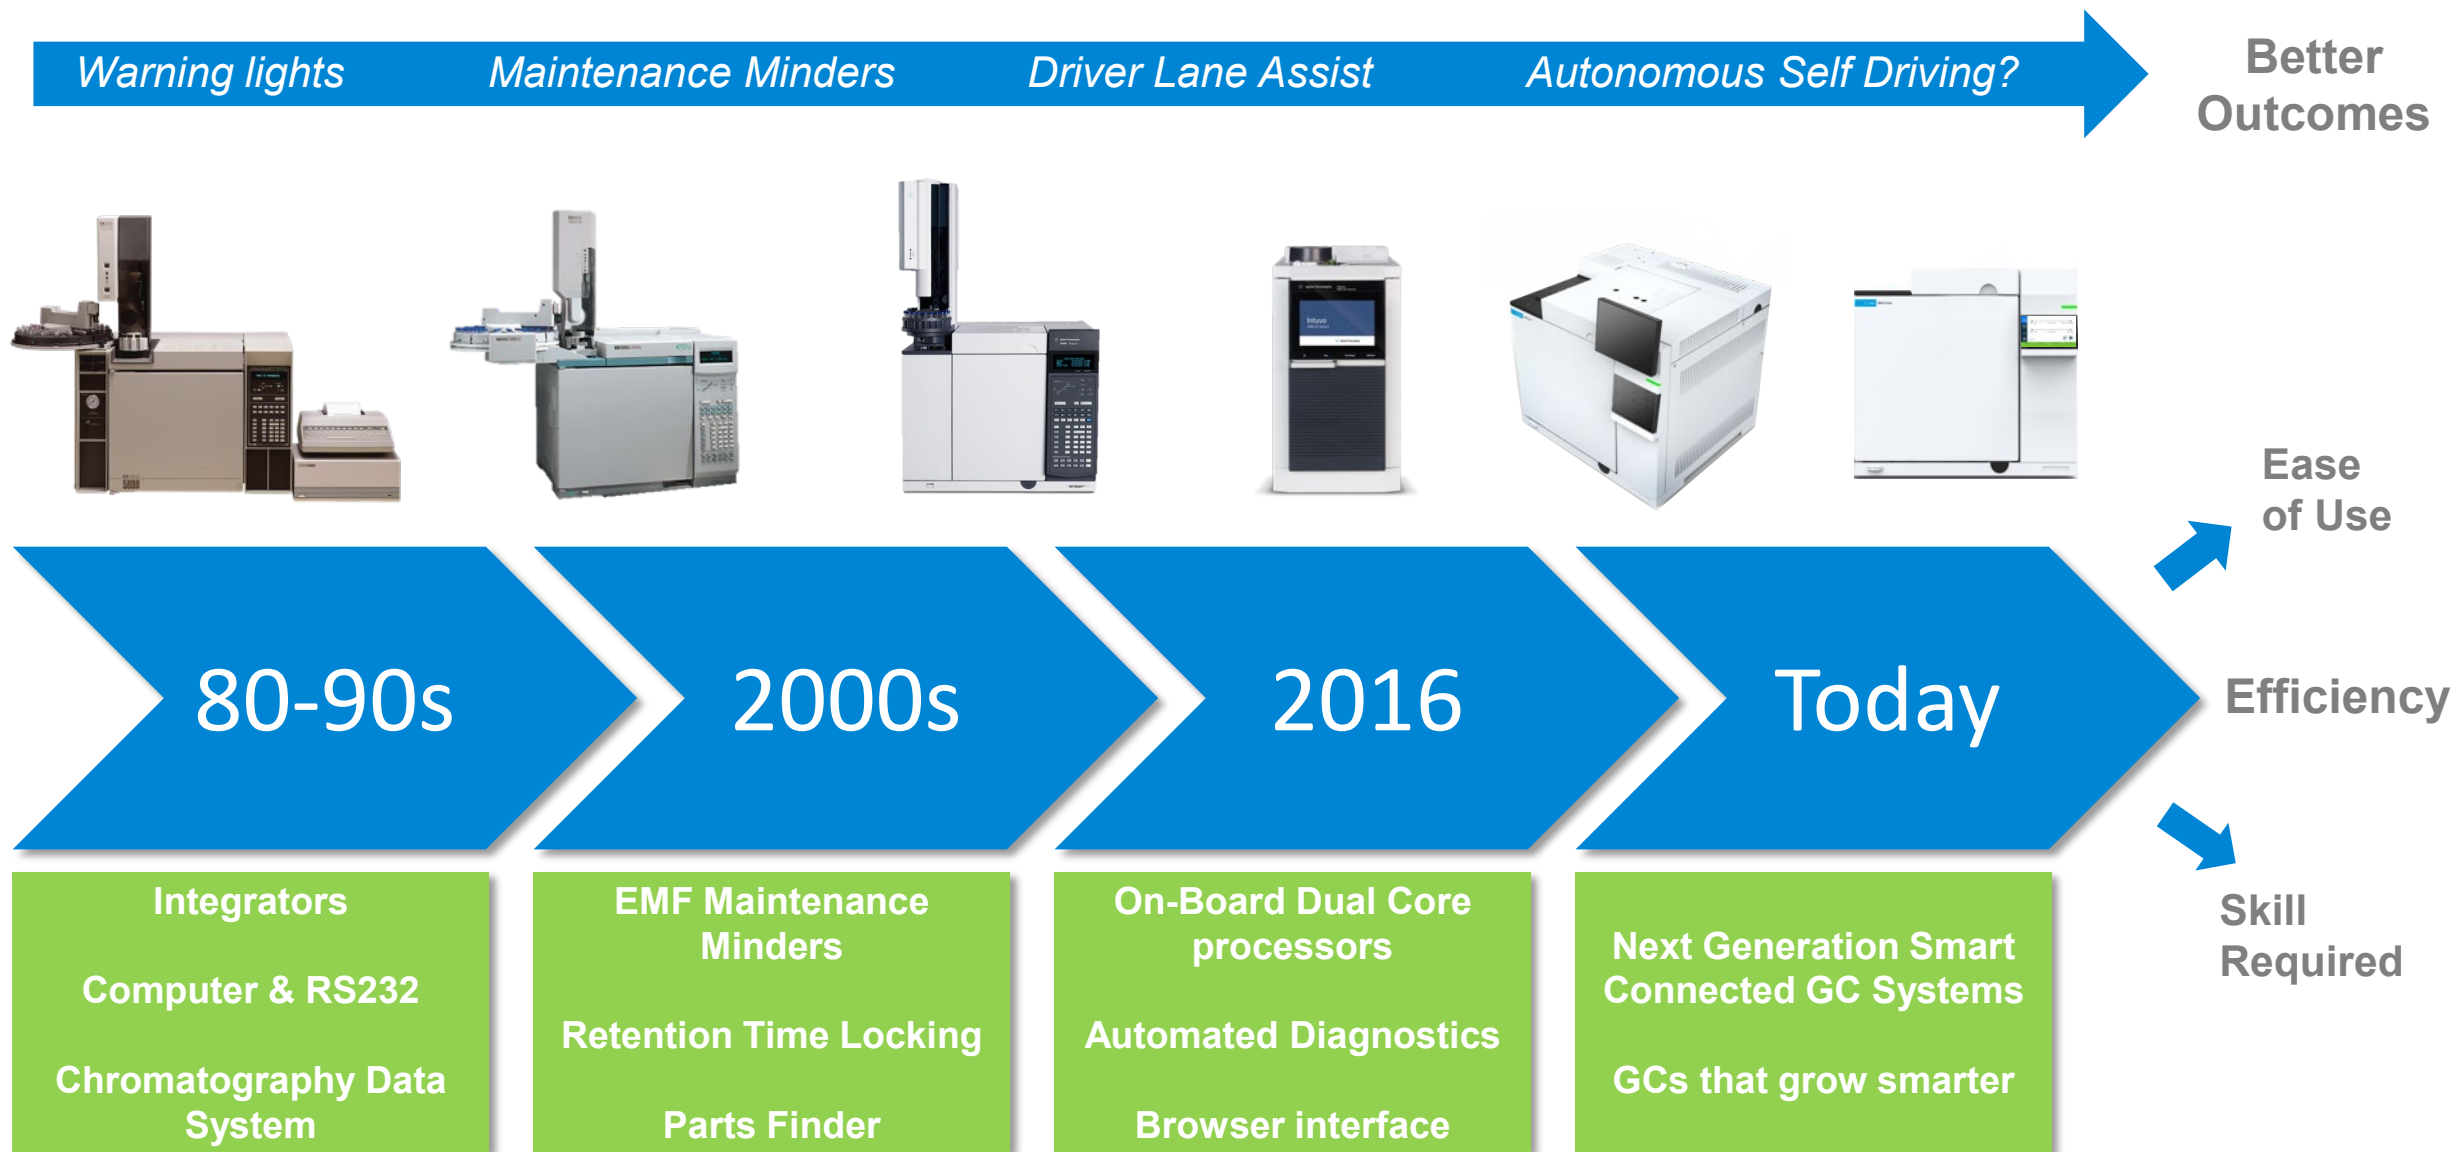 Warning lights
Maintenance Minders
Driver Lane Assist
Autonomous Self Driving?
Better
Outcomes
5890
Intuvo
Ease
of Use
80-90s
2000s
2016
Today
Efficiency
Skill
Required
Integrators
Computer & RS232
Chromatography Data
System
EMF Maintenance
Minders
Retention Time Locking
Parts Finder
On-Board Dual Core
processors
Automated Diagnostics
Browser interface
Next Generation Smart
Connected GC Systems
GCs that grow smarter